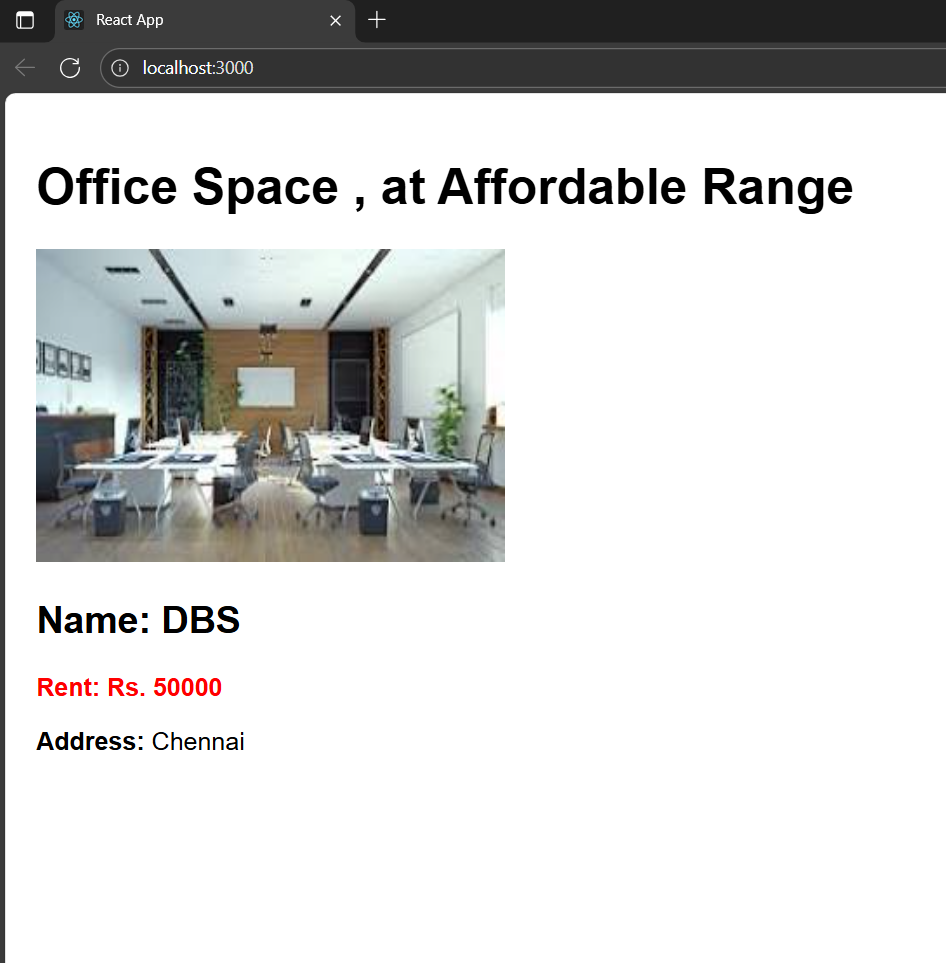 React App
localhost:3000
Office Space , at Affordable Range
Name: DBS
Rent: Rs. 50000
Address: Chennai